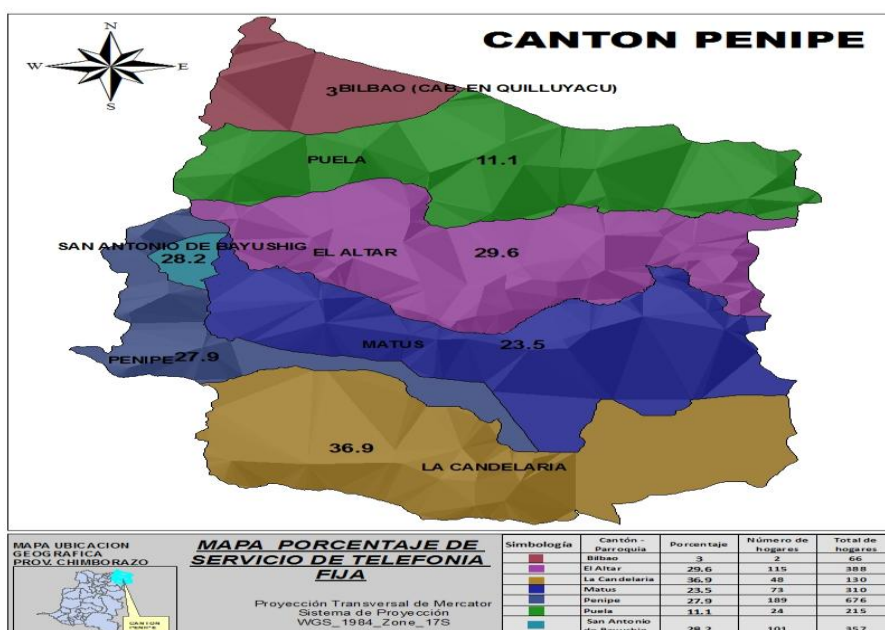 CANTON PENIPE
N
W E
S
3 BILBAO (CAB. EN QUILLUYACU)
PUELA 11.1
SAN ANTONIO DE BAYUSHIG
28.2
EL ALTAR 29.6
MATUS 23.5
PENIPE 27.9
36.9
LA CANDELARIA
MAPA UBICACION
GEOGRAFICA
PROV. CHIMBORAZO
CANTON
PENIPE
MAPA PORCENTAJE DE
SERVICIO DE TELEFONIA
FIJA
Proyección Transversal de Mercator
Sistema de Proyección
WGS_1984_Zone_17S
Simbología Cantón - Parroquia Porcentaje Número de hogares Total de hogares
Bilbao 3 2 66
El Altar 29.6 115 388
La Candelaria 36.9 48 130
Matus 23.5 73 310
Penipe 27.9 189 676
Puela 11.1 24 215
San Antonio de Bayushig 28.2 101 357